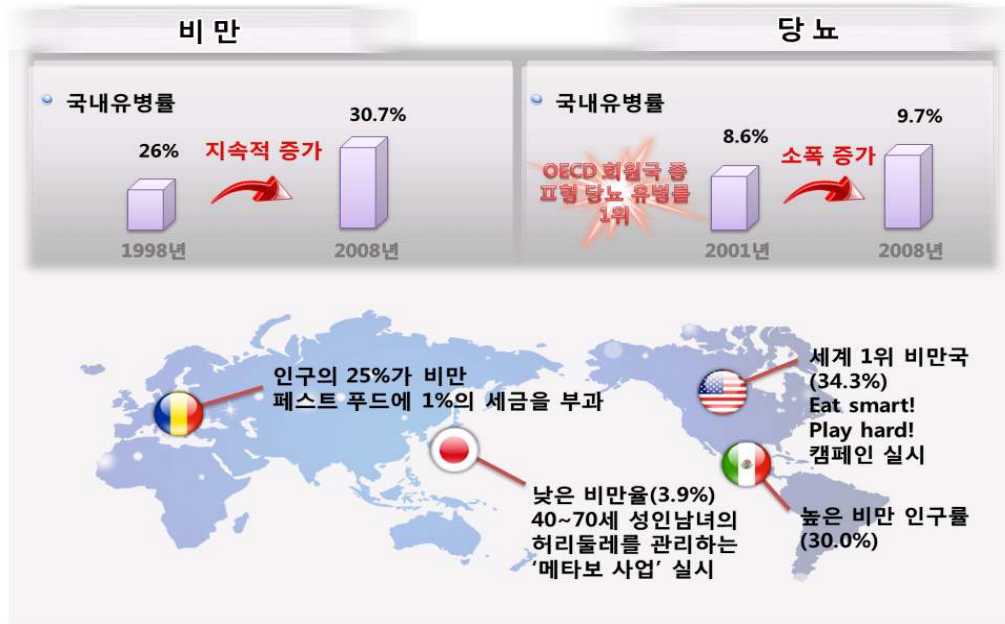 비 만
국내유병률
26%
지속적 증가
30.7%
1998년
2008년
당 뇨
국내유병률
OECD 회원국 중
II형 당뇨 유병률
1위
8.6%
소폭 증가
9.7%
2001년
2008년
인구의 25%가 비만
페스트 푸드에 1%의 세금을 부과
낮은 비만율(3.9%)
40~70세 성인남녀의
허리둘레를 관리하는
‘메타보 사업’ 실시
세계 1위 비만국
(34.3%)
Eat smart!
Play hard!
캠페인 실시
높은 비만 인구률
(30.0%)